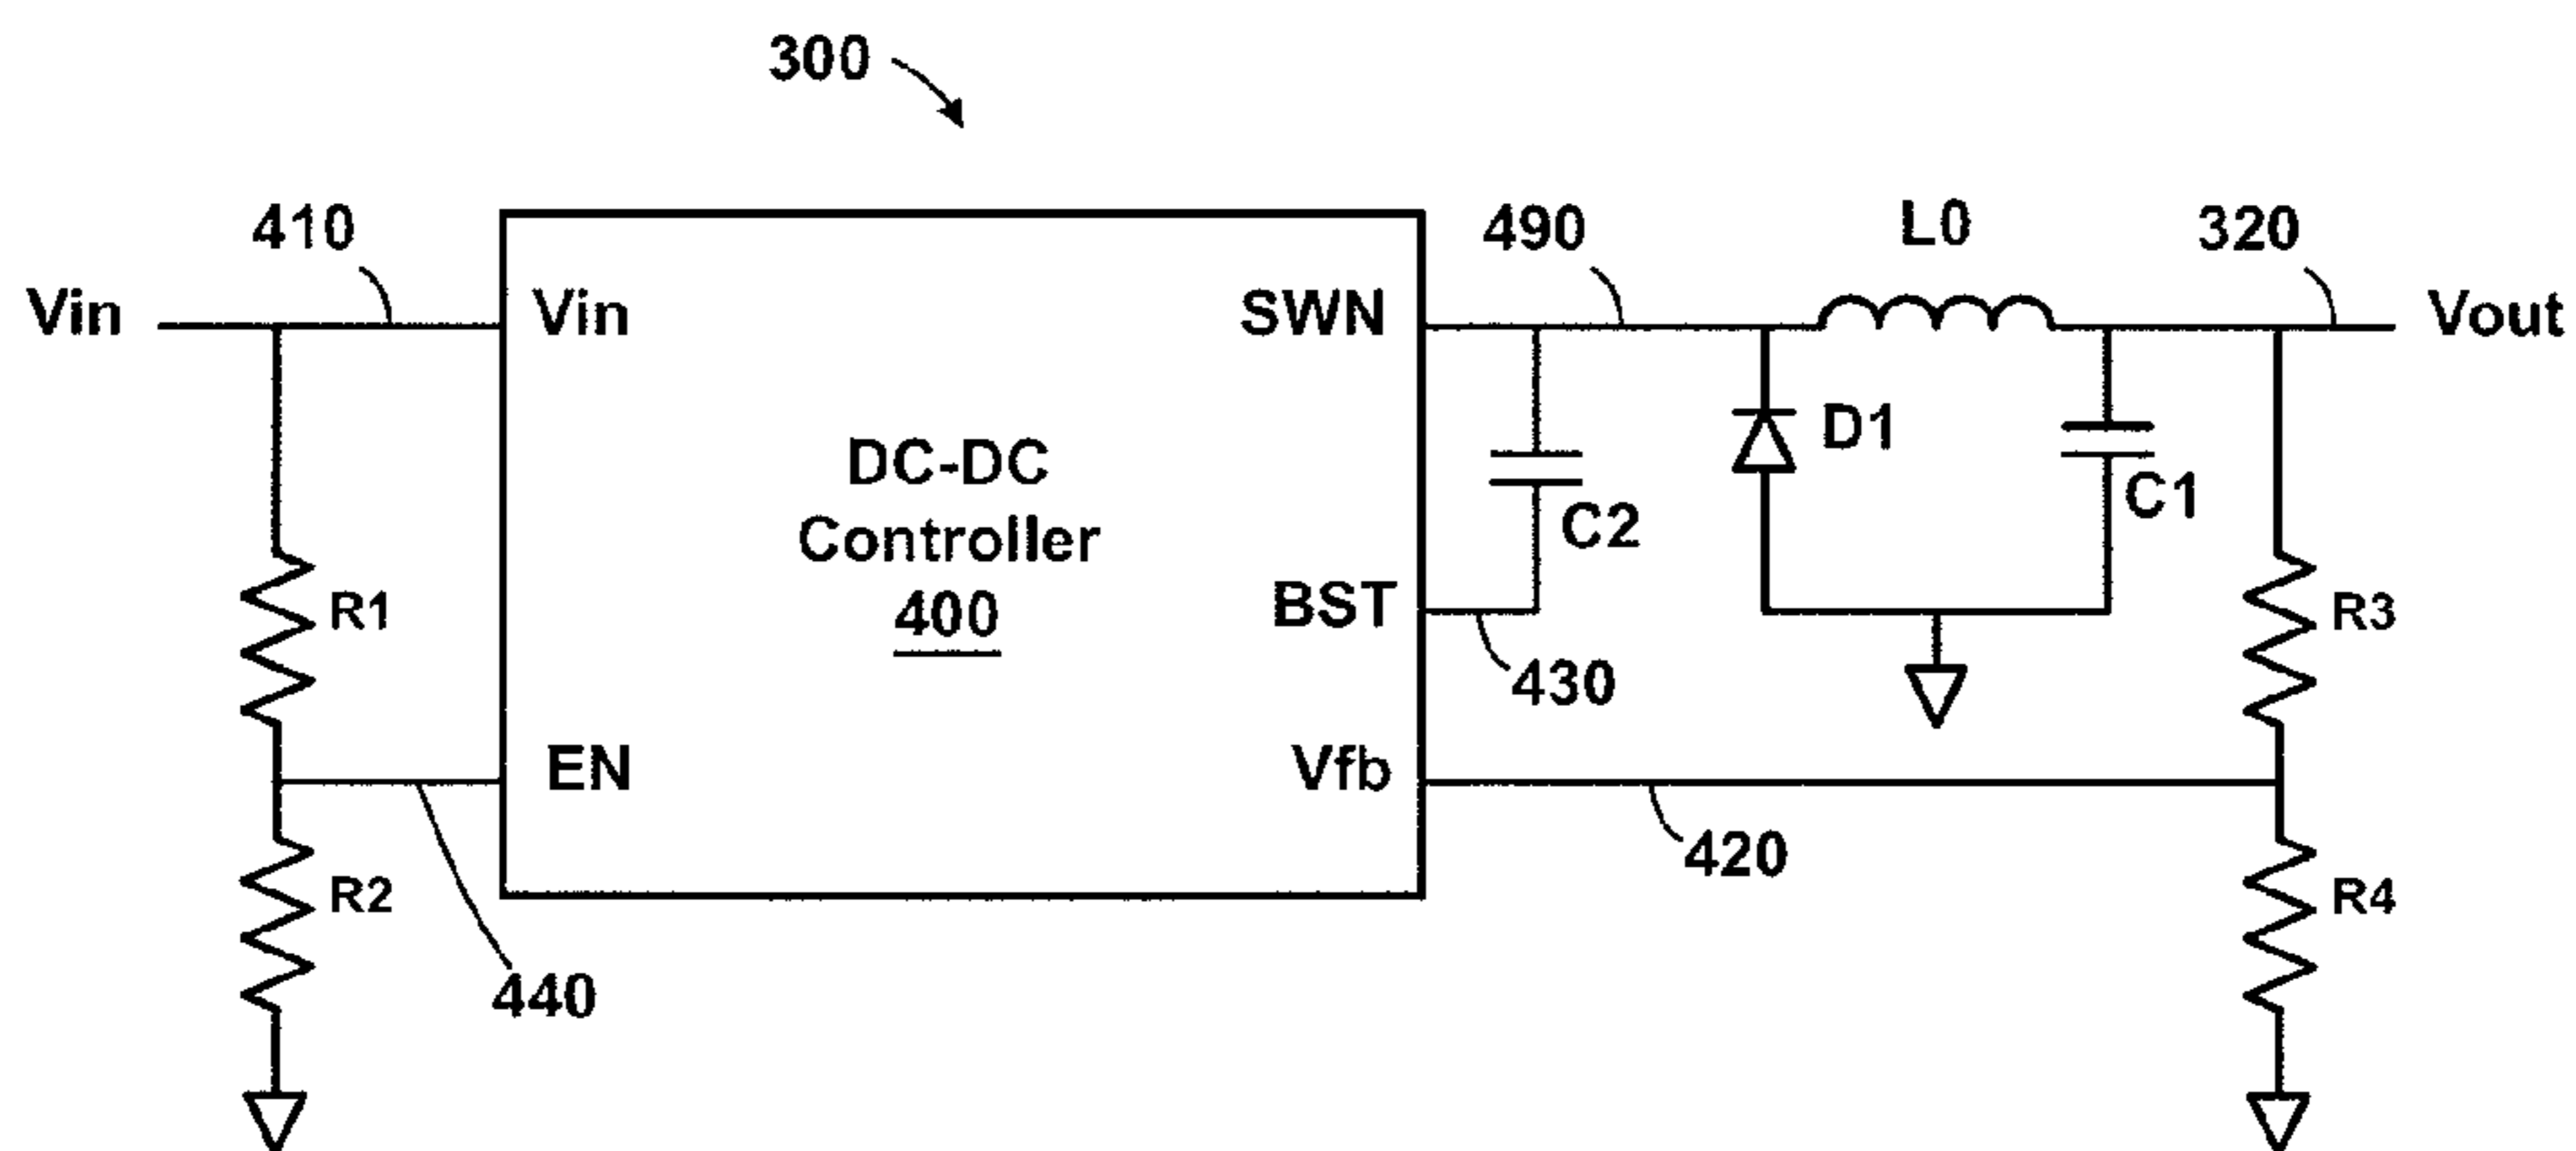 300
410
490
L0
320
Vin
Vin
SWN
Vout
DC-DC
Controller
400
D1
C1
C2
R1
BST
R3
430
EN
Vfb
420
R2
R4
440